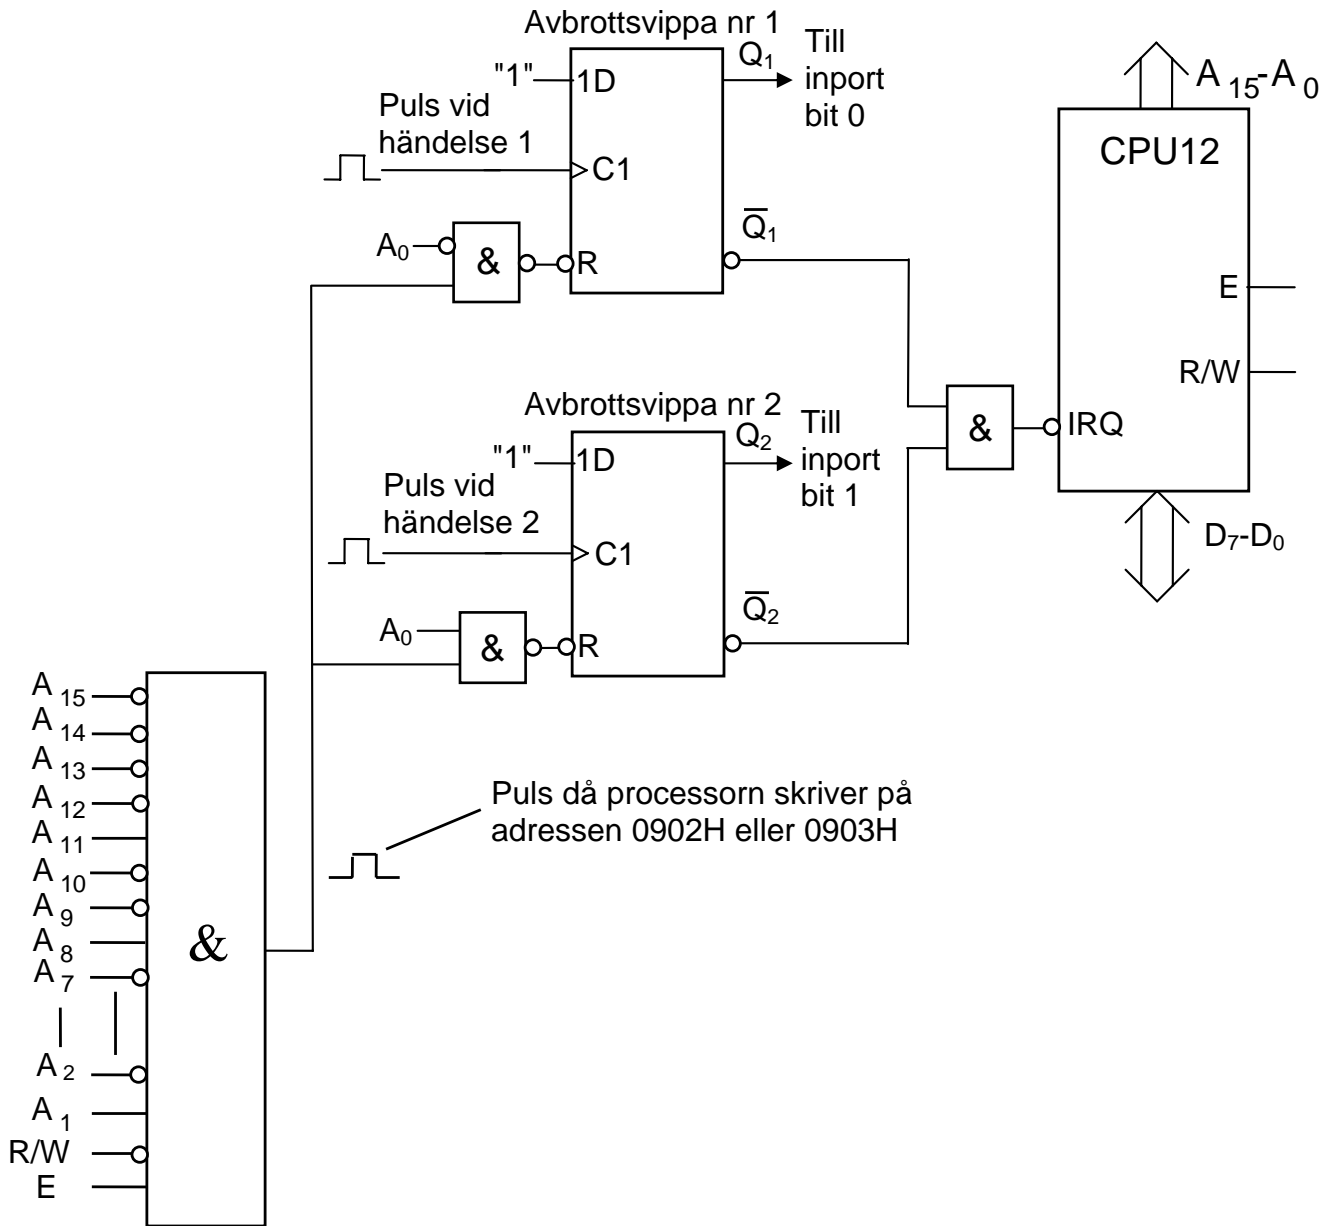 Avbrottsvippa nr 1
"1"
1D
Q1
Till
inport
bit 0
Puls vid
händelse 1
C1
A0
&
R
Q̅1
A 15-A 0
CPU12
E
R/W
IRQ
D7-D0
&
Avbrottsvippa nr 2
"1"
1D
Q2
Till
inport
bit 1
Puls vid
händelse 2
C1
A0
&
R
Q̅2
A 15
A 14
A 13
A 12
A 11
A 10
A 9
A 8
A 7
A 2
A 1
R/W
E
&
Puls då processorn skriver på
adressen 0902H eller 0903H